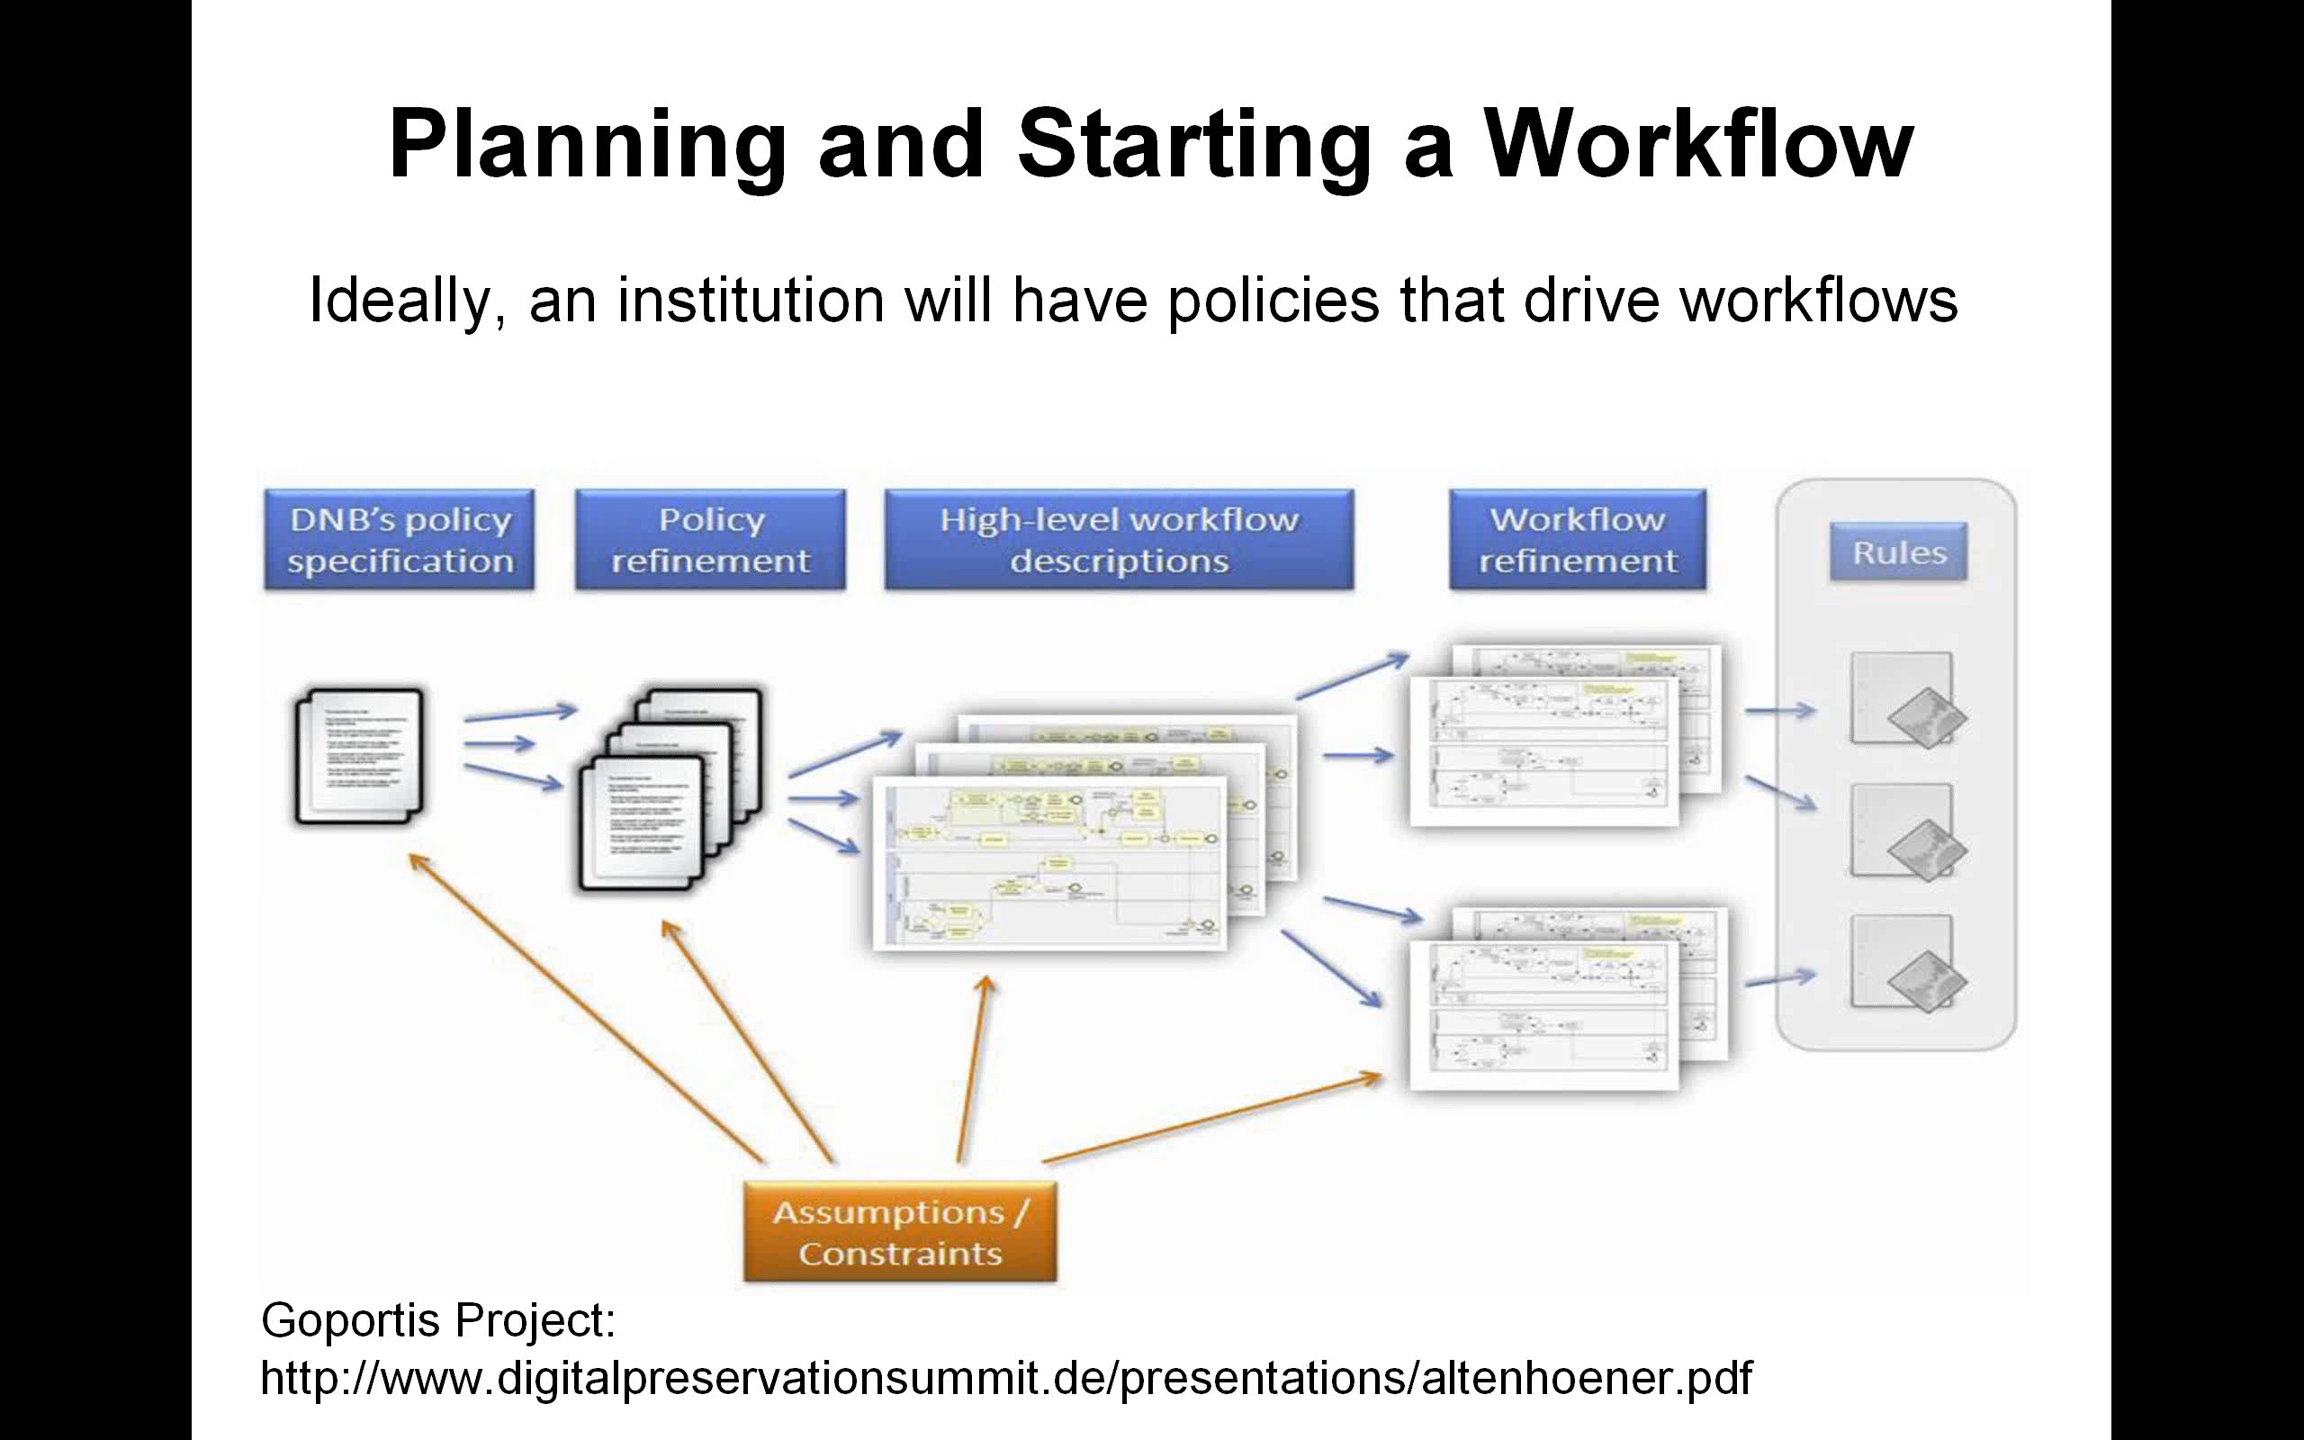 Planning and Starting a Workflow
Ideally, an institution will have policies that drive workflows
DNB's policy
specification
Policy
refinement
High-level workflow
descriptions
Workflow
refinement
Rules
Assumptions /
Constraints
Goportis Project:
http://www.digitalpreservationsummit.de/presentations/altenhoener.pdf